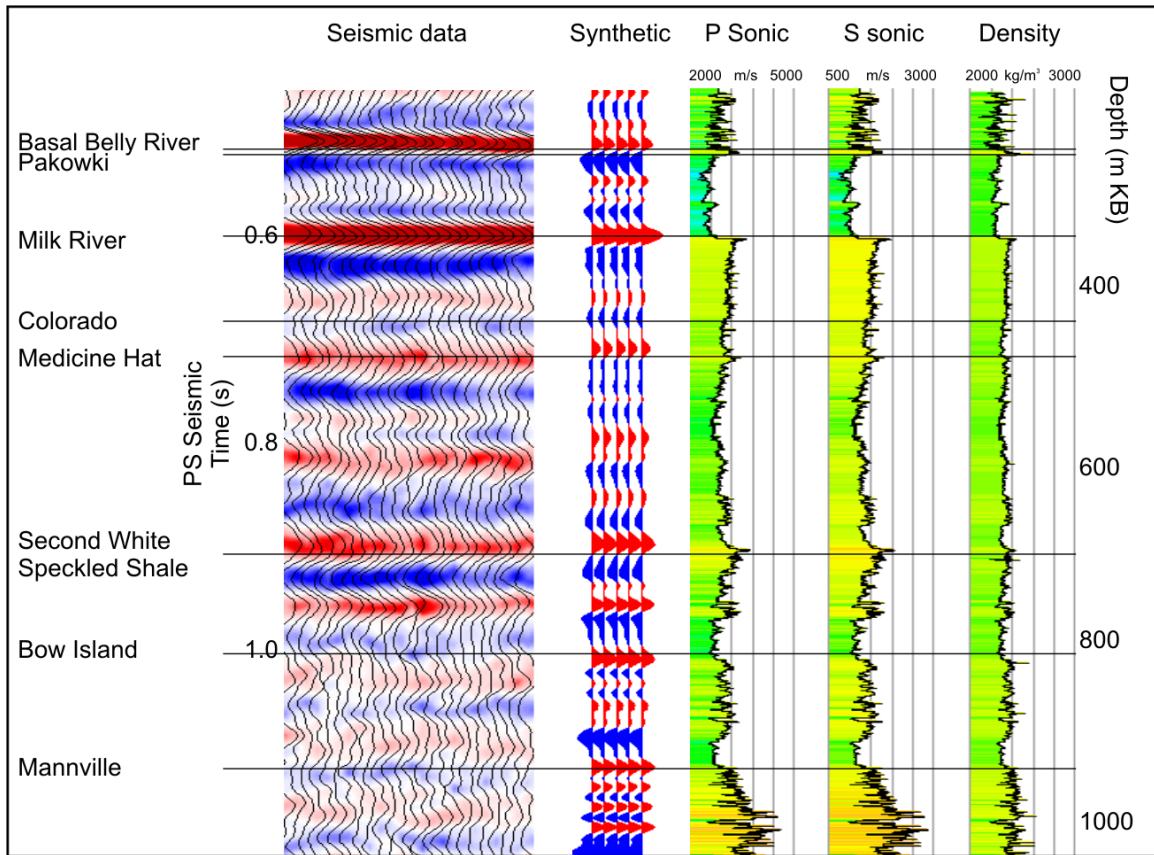 Seismic data
Synthetic
P Sonic
S sonic
Density
2000 m/s 5000
500 m/s 3000
2000 kg/m³ 3000
Depth (m KB)
Basal Belly River
Pakowki
Milk River
0.6
400
Colorado
Medicine Hat
PS Seismic
Time (s)
0.8
600
Second White
Speckled Shale
Bow Island
1.0
800
Mannville
1000